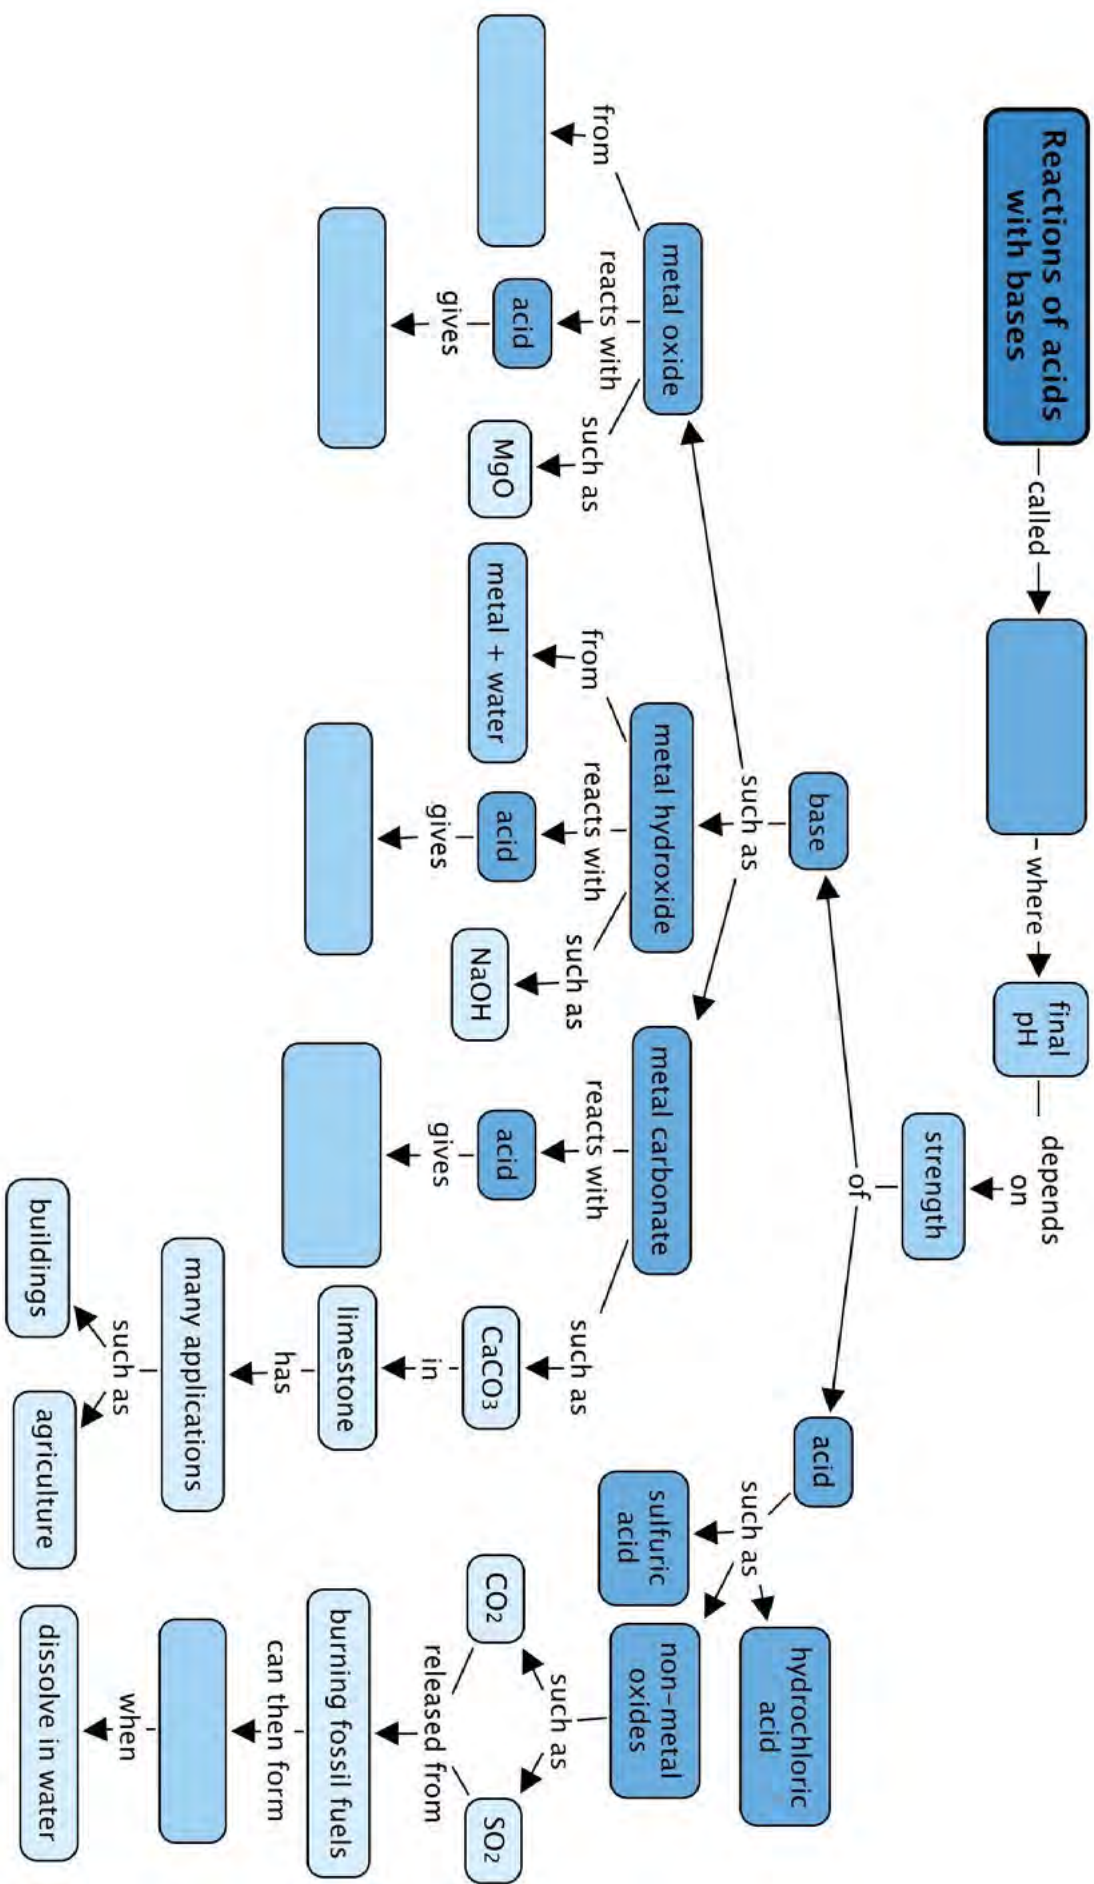 Reactions of acids
with bases
called
where
final
pH
depends
on
strength
of
base
acid
such as
such as
hydrochloric
acid
sulfuric
acid
non-metal
oxides
metal oxide
metal hydroxide
metal carbonate
from
reacts with
such as
from
reacts with
such as
reacts with
such as
such as
acid
MgO
metal + water
acid
NaOH
acid
CaCO3
CO2
SO2
gives
gives
gives
in
released from
limestone
burning fossil fuels
has
can then form
many applications
such as
when
buildings
agriculture
dissolve in water